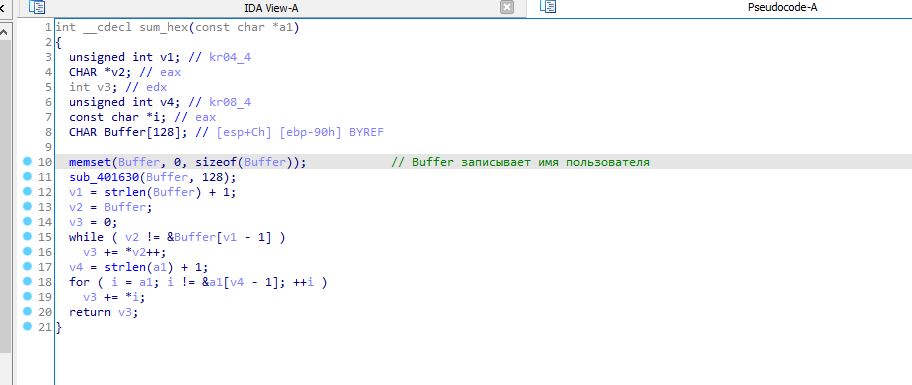 IDA View-A
Pseudocode-A
1 int __cdecl sum_hex(const char *a1)
2 {
3   unsigned int v1; // kr04_4
4   CHAR *v2; // eax
5   int v3; // edx
6   unsigned int v4; // kr08_4
7   const char *i; // eax
8   CHAR Buffer[128]; // [esp+Ch] [ebp-90h] BYREF
9
10   memset(Buffer, 0, sizeof(Buffer));            // Buffer записывает имя пользователя
11   sub_401630(Buffer, 128);
12   v1 = strlen(Buffer) + 1;
13   v2 = Buffer;
14   v3 = 0;
15   while ( v2 != &Buffer[v1 - 1] )
16     v3 += *v2++;
17   v4 = strlen(a1) + 1;
18   for ( i = a1; i != &a1[v4 - 1]; ++i )
19     v3 += *i;
20   return v3;
21 }